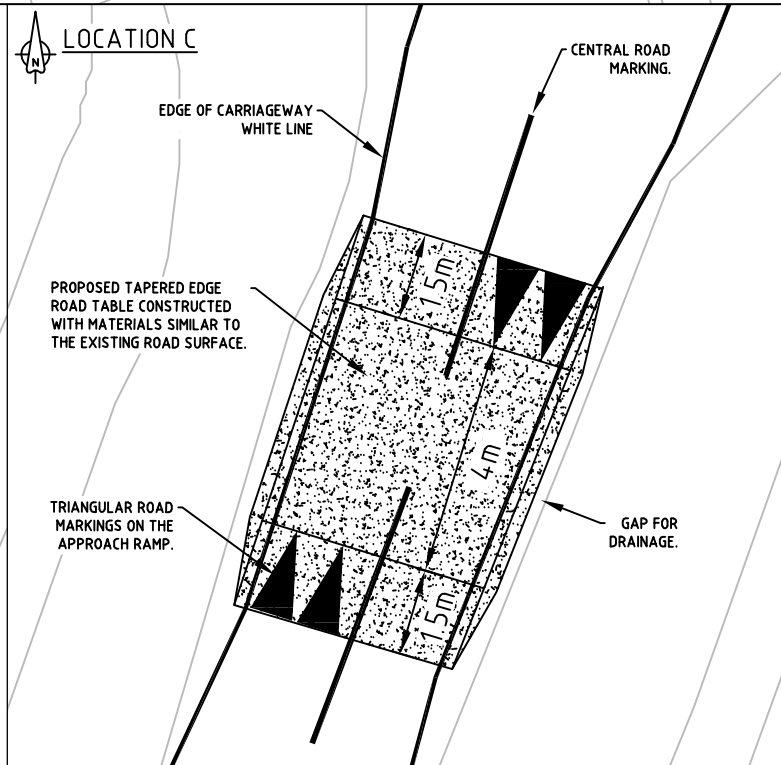 N
LOCATION C
CENTRAL ROAD
MARKING.
EDGE OF CARRIAGEWAY
WHITE LINE
1.5m
PROPOSED TAPERED EDGE
ROAD TABLE CONSTRUCTED
WITH MATERIALS SIMILAR TO
THE EXISTING ROAD SURFACE.
4m
TRIANGULAR ROAD
MARKINGS ON THE
APPROACH RAMP.
GAP FOR
DRAINAGE.
1.5m